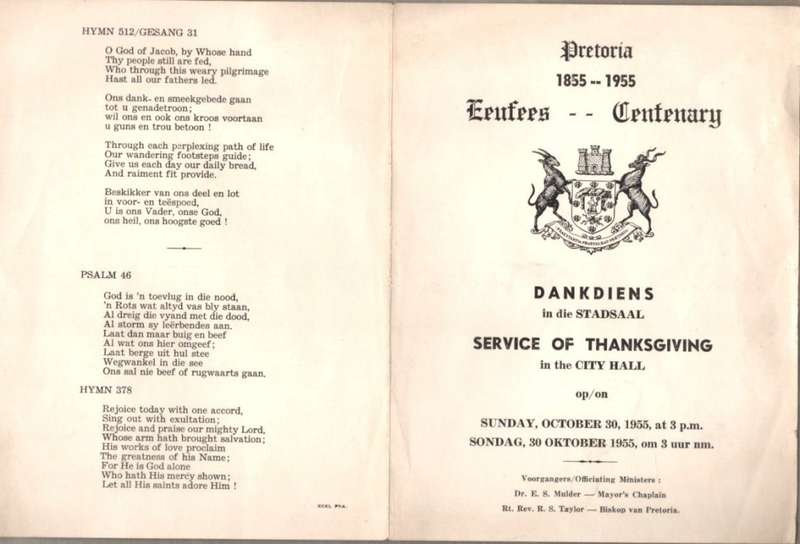 HYMN 512/GESANG 31
O God of Jacob, by Whose hand
Thy people still are fed,
Who through this weary pilgrimage
Hast all our fathers led.
Ons dank- en smeekgebede gaan
tot u genadetroon;
wil ons en ook ons kroos voortaan
u guns en trou betoon !
Through each perplexing path of life
Our wandering footsteps guide;
Give us each day our daily bread,
And raiment fit provide.
Beskikker van ons deel en lot
in voor- en teëspoed,
U is ons Vader, onse God,
ons heil, ons hoogste goed !
PSALM 46
God is 'n toevlug in die nood,
'n Rots wat altyd vas bly staan,
Al dreig die vyand met die dood,
Al storm sy leërbendes aan.
Laat dan maar buig en beef
Al wat ons hier omgeef;
Laat berge uit hul stee
Wegwankel in die see
Ons sal nie beef of rugwaarts gaan.
HYMN 378
Rejoice today with one accord,
Sing out with exultation;
Rejoice and praise our mighty Lord,
Whose arm hath brought salvation;
His works of love proclaim
The greatness of his Name;
For He is God alone
Who hath His mercy shown;
Let all His saints adore Him !
Pretoria
1855 -- 1955
Eeufees -- Centenary
DANKDIENS
in die STADSAAL
SERVICE OF THANKSGIVING
in the CITY HALL
op/on
SUNDAY, OCTOBER 30, 1955, at 3 p.m.
SONDAG, 30 OKTOBER 1955, om 3 uur nm.
Voorgangers/Officiating Ministers :
Dr. E. S. Mulder — Mayor's Chaplain
Rt. Rev. R. S. Taylor — Biskop van Pretoria.